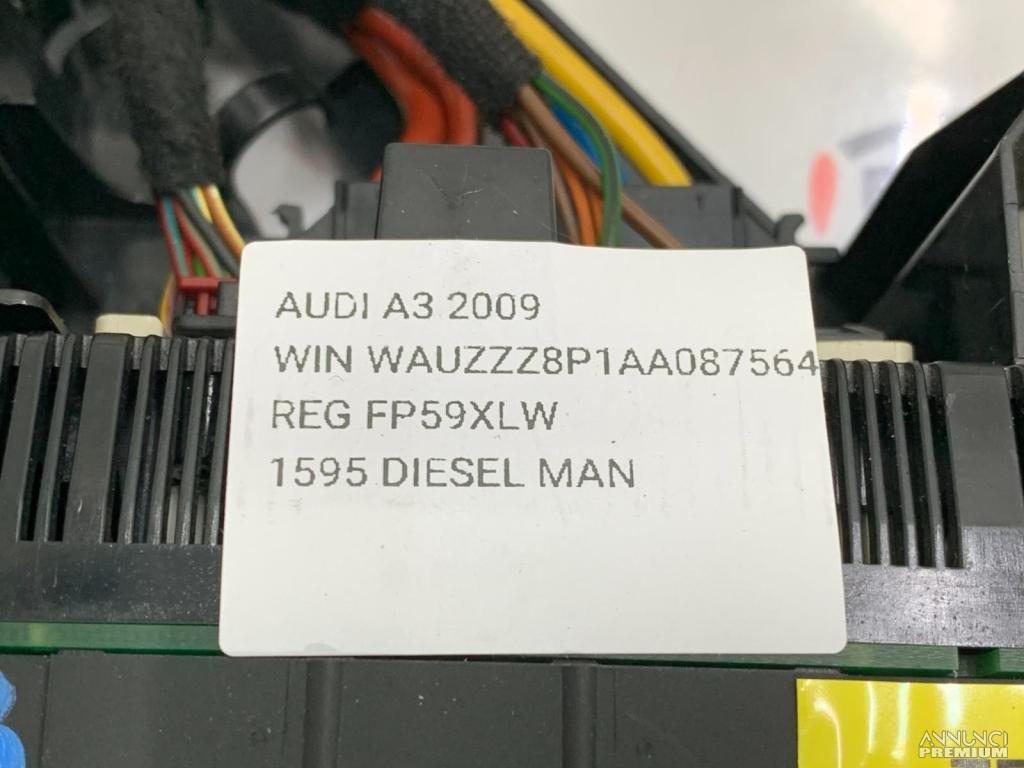 AUDI A3 2009
WIN WAUZZZ8P1AA087564
REG FP59XLW
1595 DIESEL MAN
ANNUNCI
PREMIUM